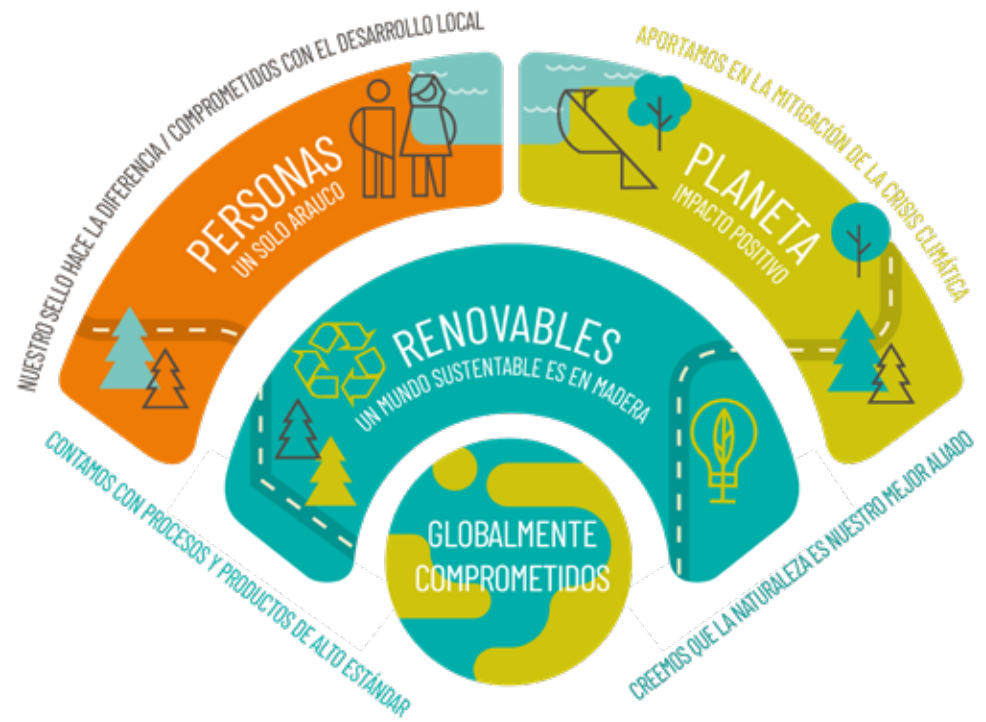 NUESTRO SELLO HACE LA DIFERENCIA / COMPROMETIDOS CON EL DESARROLLO LOCAL
APORTAMOS EN LA MITIGACIÓN DE LA CRISIS CLIMÁTICA
PERSONAS
UN SOLO ARAUCO
PLANETA
IMPACTO POSITIVO
RENOVABLES
UN MUNDO SUSTENTABLE ES EN MADERA
GLOBALMENTE
COMPROMETIDOS
CONTAMOS CON PROCESOS Y PRODUCTOS DE ALTO ESTÁNDAR
CREEMOS QUE LA NATURALEZA ES NUESTRO MEJOR ALIADO